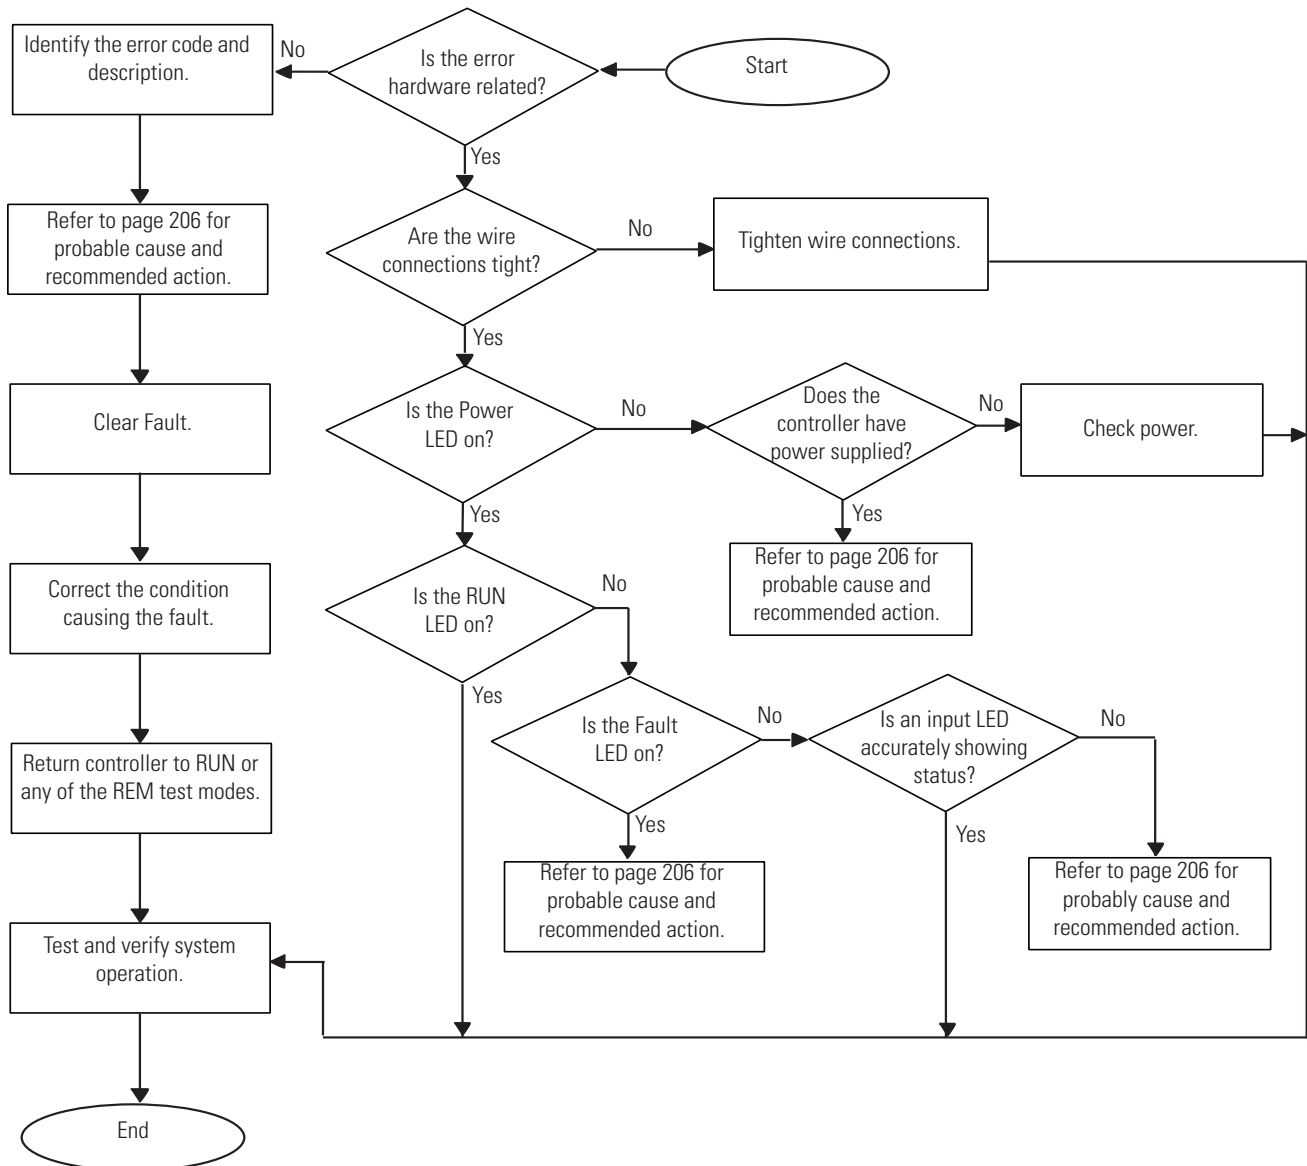 Start
Is the error
hardware related?
No
Identify the error code and
description.
Refer to page 206 for
probable cause and
recommended action.
Clear Fault.
Correct the condition
causing the fault.
Return controller to RUN or
any of the REM test modes.
Test and verify system
operation.
End
Yes
Are the wire
connections tight?
No
Tighten wire connections.
Yes
Is the Power
LED on?
No
Does the
controller have
power supplied?
No
Check power.
Yes
Refer to page 206 for
probable cause and
recommended action.
Yes
Is the RUN
LED on?
No
Yes
Is the Fault
LED on?
No
Is an input LED
accurately showing
status?
No
Yes
Refer to page 206 for
probable cause and
recommended action.
Yes
Refer to page 206 for
probably cause and
recommended action.